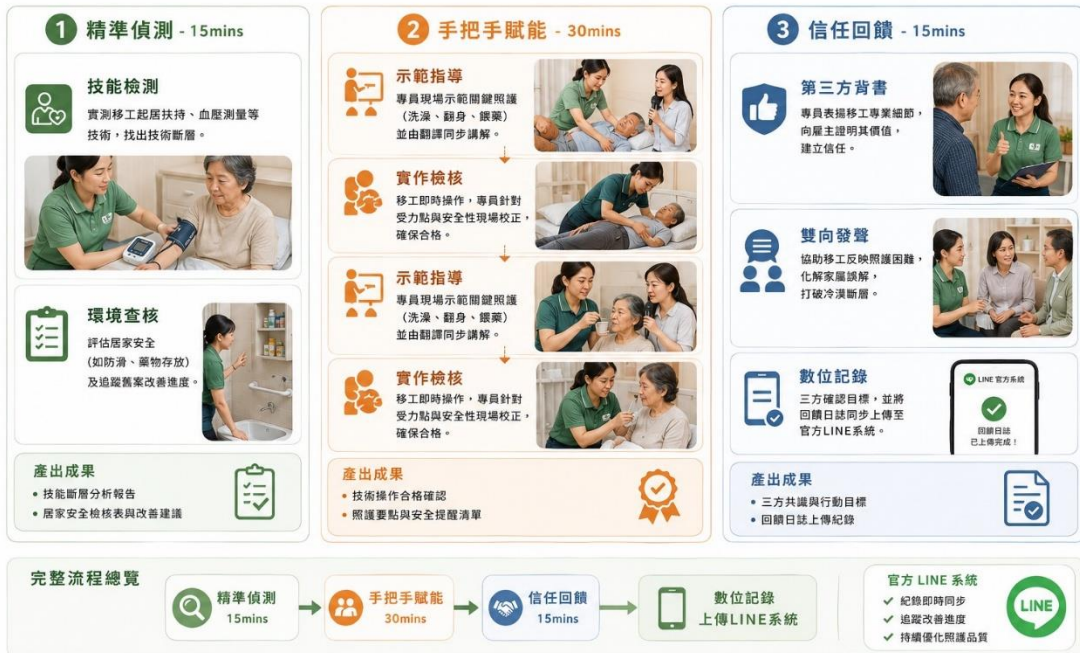 1 精準偵測 - 15mins
技能檢測
實測移工起居扶持、血壓測量等
技術，找出技術斷層。
環境查核
評估居家安全
(如防滑、藥物存放)
及追蹤舊案改善進度。
產出成果
• 技能斷層分析報告
• 居家安全檢核表與改善建議
2 手把手賦能 - 30mins
示範指導
專員現場示範關鍵照護
(洗澡、翻身、餵藥)
並由翻譯同步講解。
實作檢核
移工即時操作，專員針對
受力點與安全性現場校正，
確保合格。
示範指導
專員現場示範關鍵照護
(洗澡、翻身、餵藥)
並由翻譯同步講解。
實作檢核
移工即時操作，專員針對
受力點與安全性現場校正，
確保合格。
產出成果
• 技術操作合格確認
• 照護要點與安全提醒清單
3 信任回饋 - 15mins
第三方背書
專員表揚移工專業細節，
向雇主證明其價值，
建立信任。
雙向發聲
協助移工反映照護困難，
化解家屬誤解，
打破冷漠斷層。
數位記錄
三方確認目標，並將
回饋日誌同步上傳至
官方LINE系統。
LINE 官方系統
回饋日誌
已上傳完成！
產出成果
• 三方共識與行動目標
• 回饋日誌上傳紀錄
完整流程總覽
精準偵測
15mins
手把手賦能
30mins
信任回饋
15mins
數位記錄
上傳LINE系統
官方 LINE 系統
✓ 紀錄即時同步
✓ 追蹤改善進度
✓ 持續優化照護品質
LINE